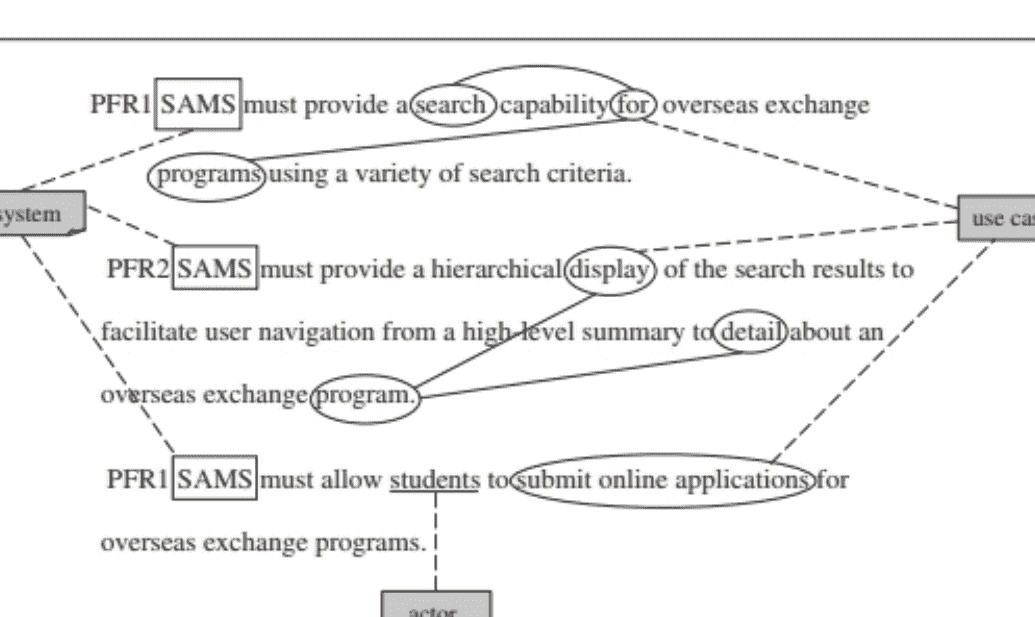 PFR1 SAMS must provide a search capability for overseas exchange
programs using a variety of search criteria.
system
use cas
PFR2 SAMS must provide a hierarchical display of the search results to
facilitate user navigation from a high-level summary to detail about an
overseas exchange program.
PFR1 SAMS must allow students to submit online applications for
overseas exchange programs.
actor